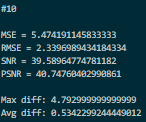 #10
MSE = 5.474191145833333
RMSE = 2.3396989434184334
SNR = 39.58964774781182
PSNR = 40.74760402990861
Max diff: 4.792999999999999
Avg diff: 0.5342299244449012